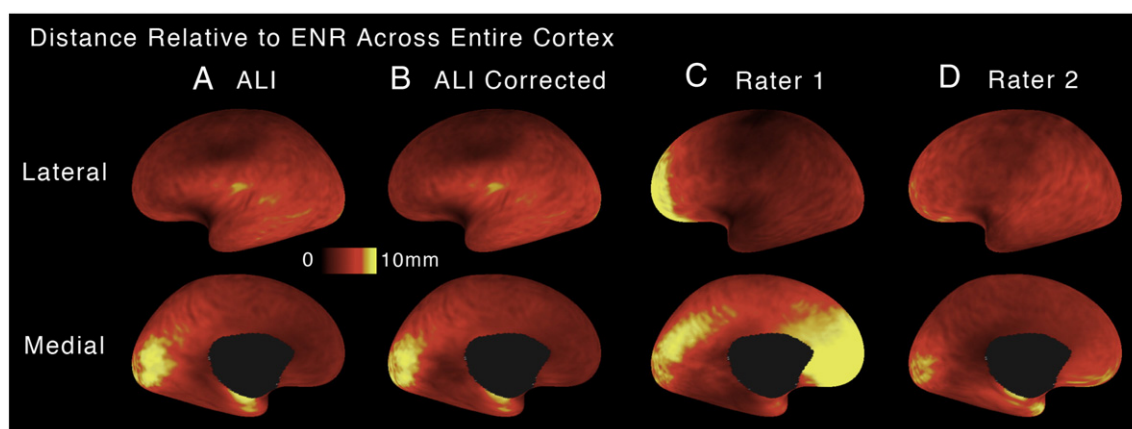 Distance Relative to ENR Across Entire Cortex
A ALI B ALI Corrected C Rater 1 D Rater 2
Lateral
0 10mm
Medial